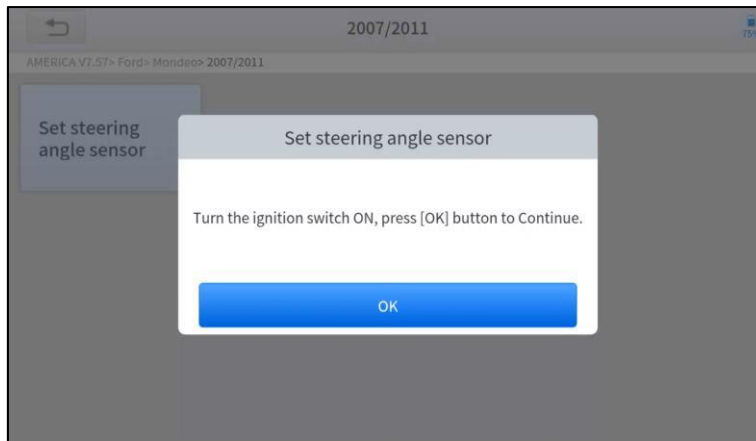 2007/2011
75%
AMERICA V7.57> Ford> Mondeo> 2007/2011
Set steering
angle sensor
Set steering angle sensor
Turn the ignition switch ON, press [OK] button to Continue.
OK